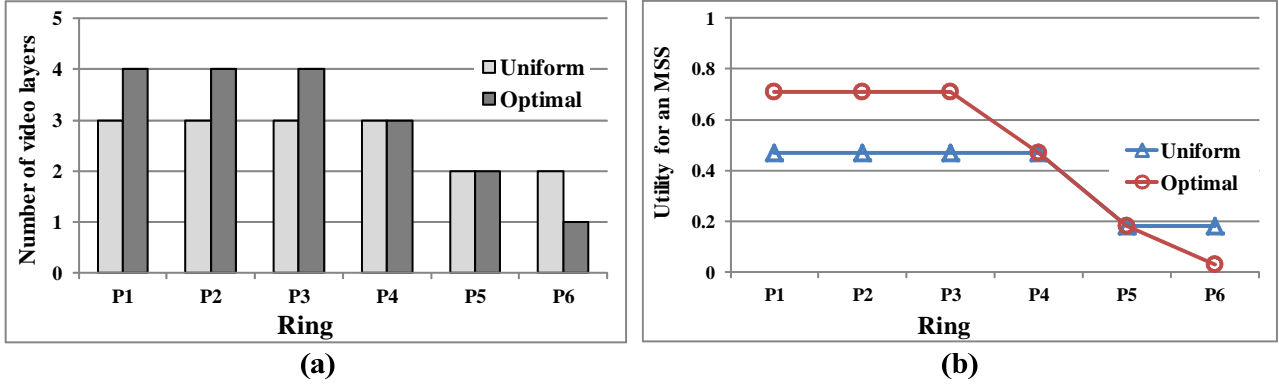 Number of video layers
5
4
3
2
1
0
Uniform
Optimal
P1 P2 P3 P4 P5 P6
Ring
(a)
Utility for an MSS
1
0.8
0.6
0.4
0.2
0
Uniform
Optimal
P1 P2 P3 P4 P5 P6
Ring
(b)